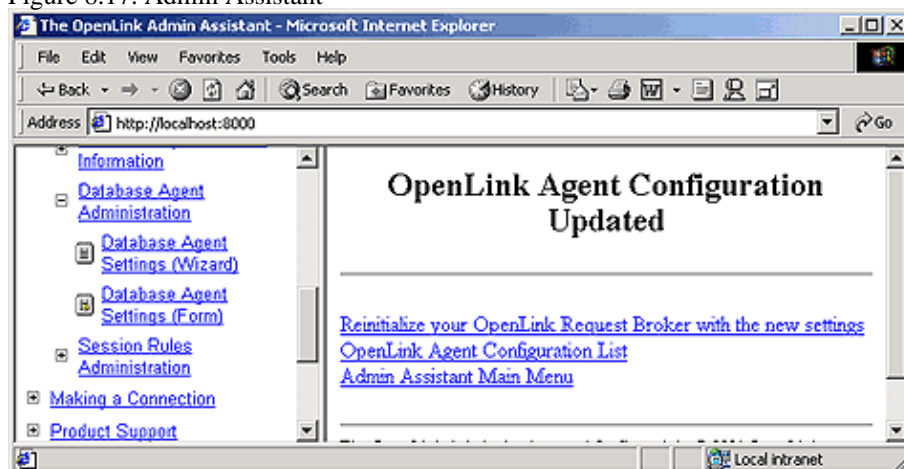 Figure 8.17. Admin Assistant
The OpenLink Admin Assistant - Microsoft Internet Explorer
File Edit View Favorites Tools Help
Back Search Favorites History
Address http://localhost:8000 Go
Information
Database Agent
Administration
Database Agent
Settings (Wizard)
Database Agent
Settings (Form)
Session Rules
Administration
Making a Connection
Product Support
OpenLink Agent Configuration
Updated
Reinitialize your OpenLink Request Broker with the new settings
OpenLink Agent Configuration List
Admin Assistant Main Menu
Local intranet